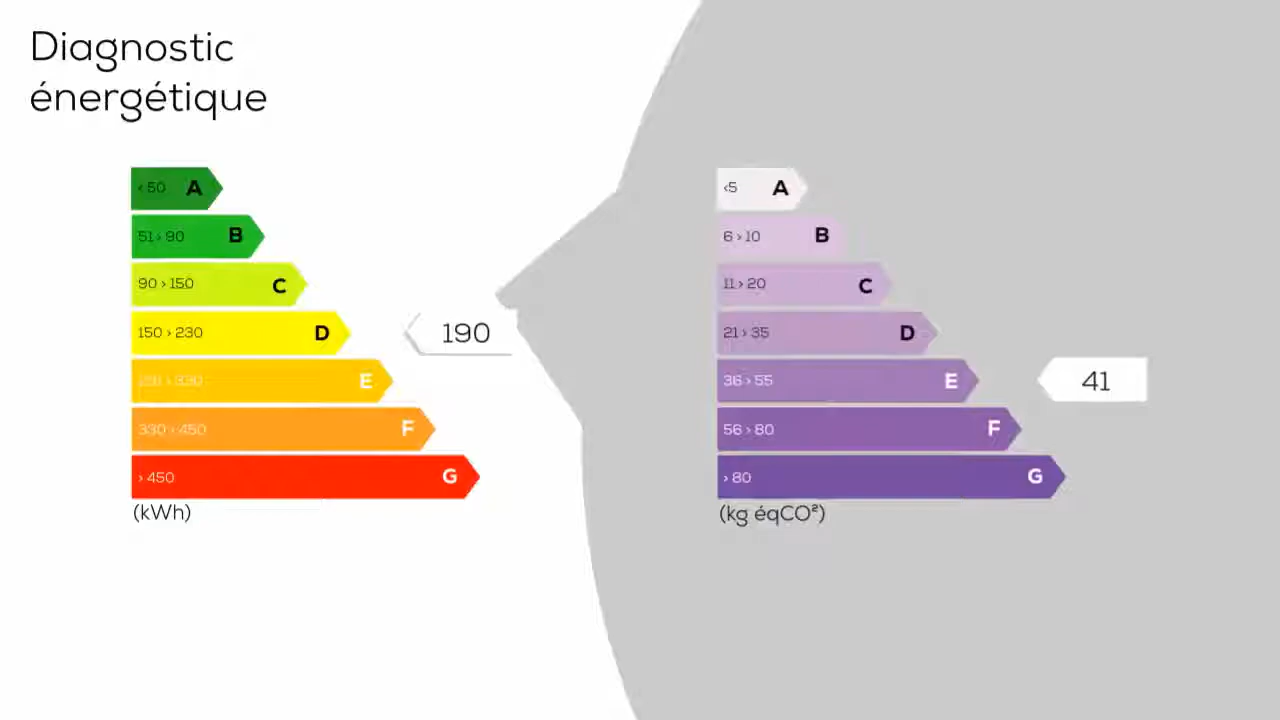 Diagnostic
énergétique
< 50 A
51 > 90 B
90 > 150 C
150 > 230 D
190
E
330 > 450 F
> 450 G
(kWh)
<5 A
6 > 10 B
11 > 20 C
21 > 35 D
36 > 55 E
41
56 > 80 F
> 80 G
(kg éqCO²)